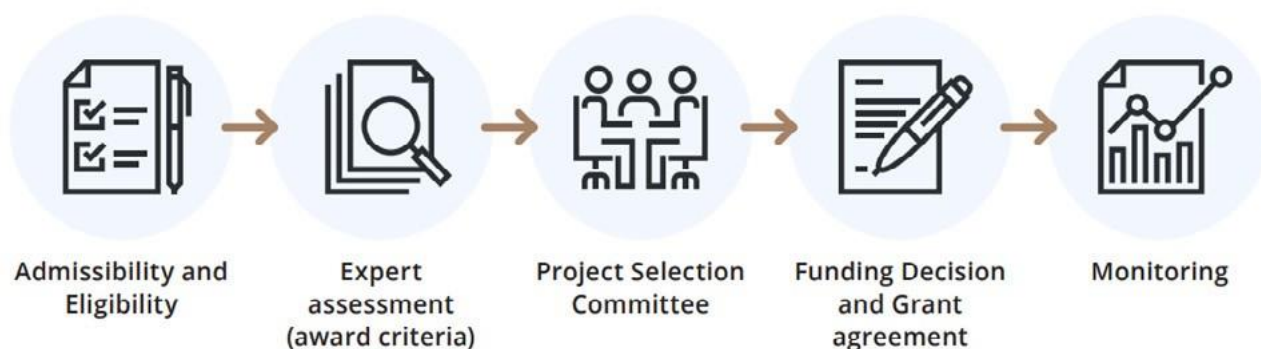 Admissibility and
Eligibility
Expert
assessment
(award criteria)
Project Selection
Committee
Funding Decision
and Grant
agreement
Monitoring